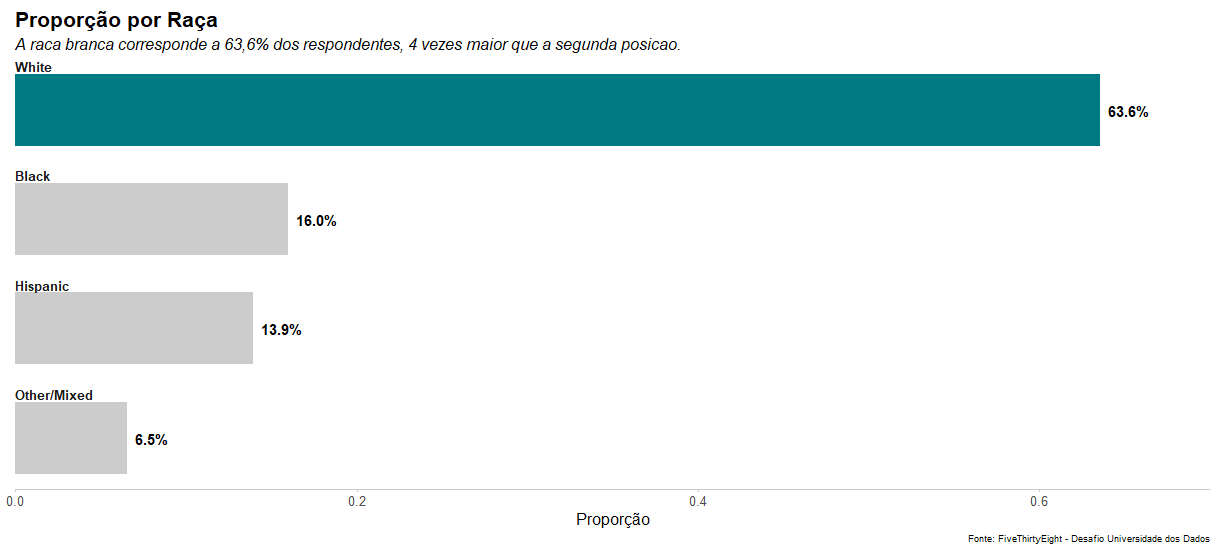 Proporção por Raça
A raca branca corresponde a 63,6% dos respondentes, 4 vezes maior que a segunda posicao.
White
63.6%
Black
16.0%
Hispanic
13.9%
Other/Mixed
6.5%
0.0 0.2 0.4 0.6
Proporção
Fonte: FiveThirtyEight - Desafio Universidade dos Dados